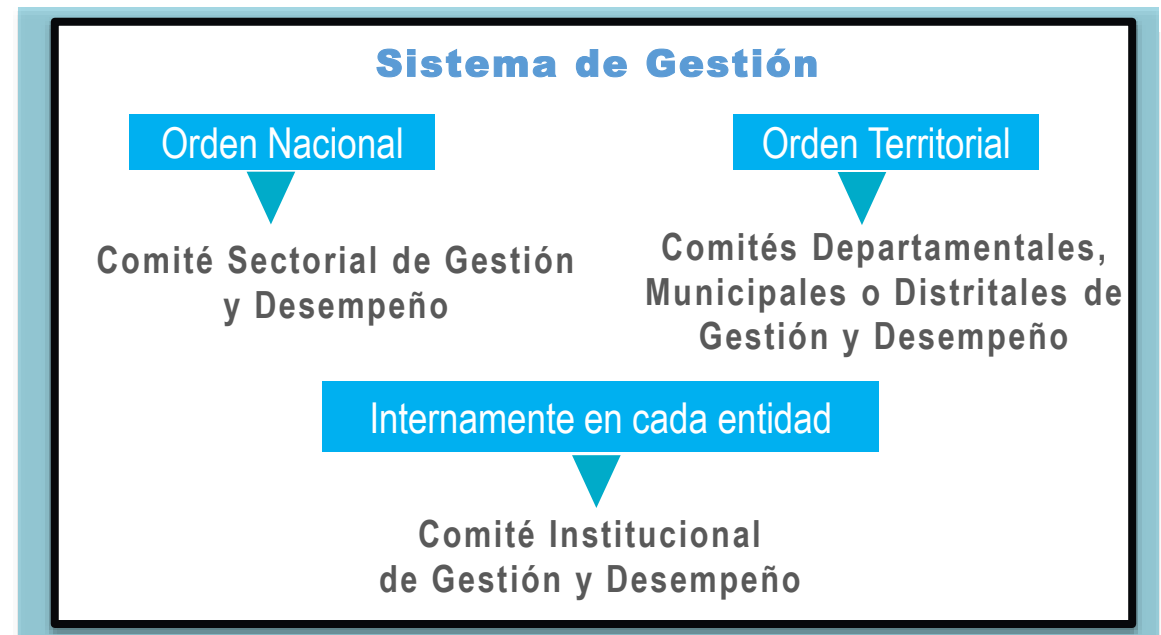 Sistema de Gestión
Orden Nacional
Comité Sectorial de Gestión
y Desempeño
Orden Territorial
Comités Departamentales,
Municipales o Distritales de
Gestión y Desempeño
Internamente en cada entidad
Comité Institucional
de Gestión y Desempeño